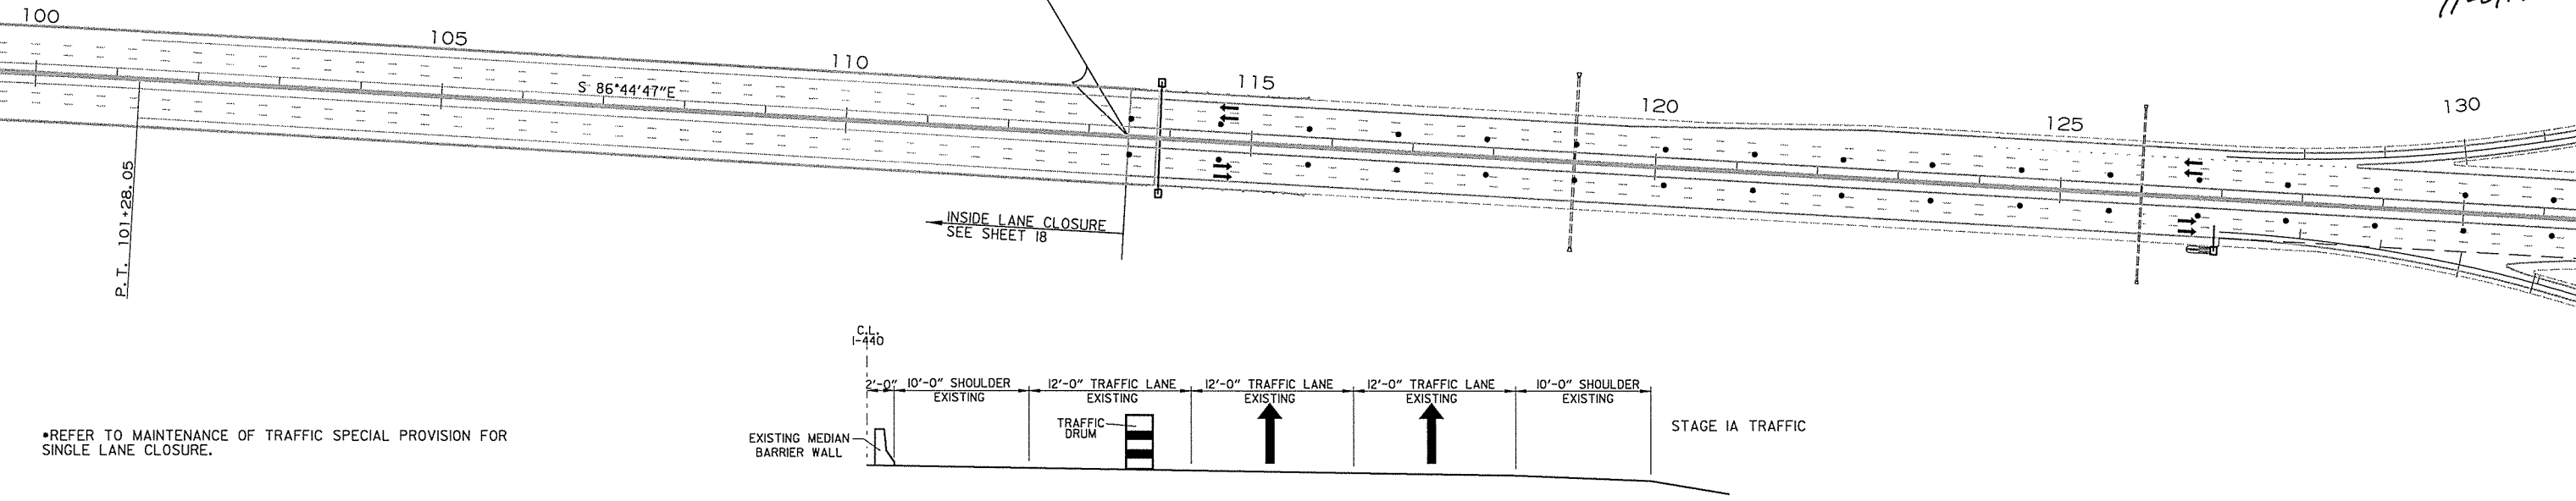 100
105
110
115
120
125
130
S 86°44'47"E
P.T. 101+28.05
INSIDE LANE CLOSURE
SEE SHEET 18
C.L.
I-440
2'-0" 10'-0" SHOULDER 12'-0" TRAFFIC LANE 12'-0" TRAFFIC LANE 12'-0" TRAFFIC LANE 10'-0" SHOULDER
EXISTING EXISTING EXISTING EXISTING EXISTING
TRAFFIC
DRUM
EXISTING MEDIAN
BARRIER WALL
STAGE 1A TRAFFIC
*REFER TO MAINTENANCE OF TRAFFIC SPECIAL PROVISION FOR
SINGLE LANE CLOSURE.